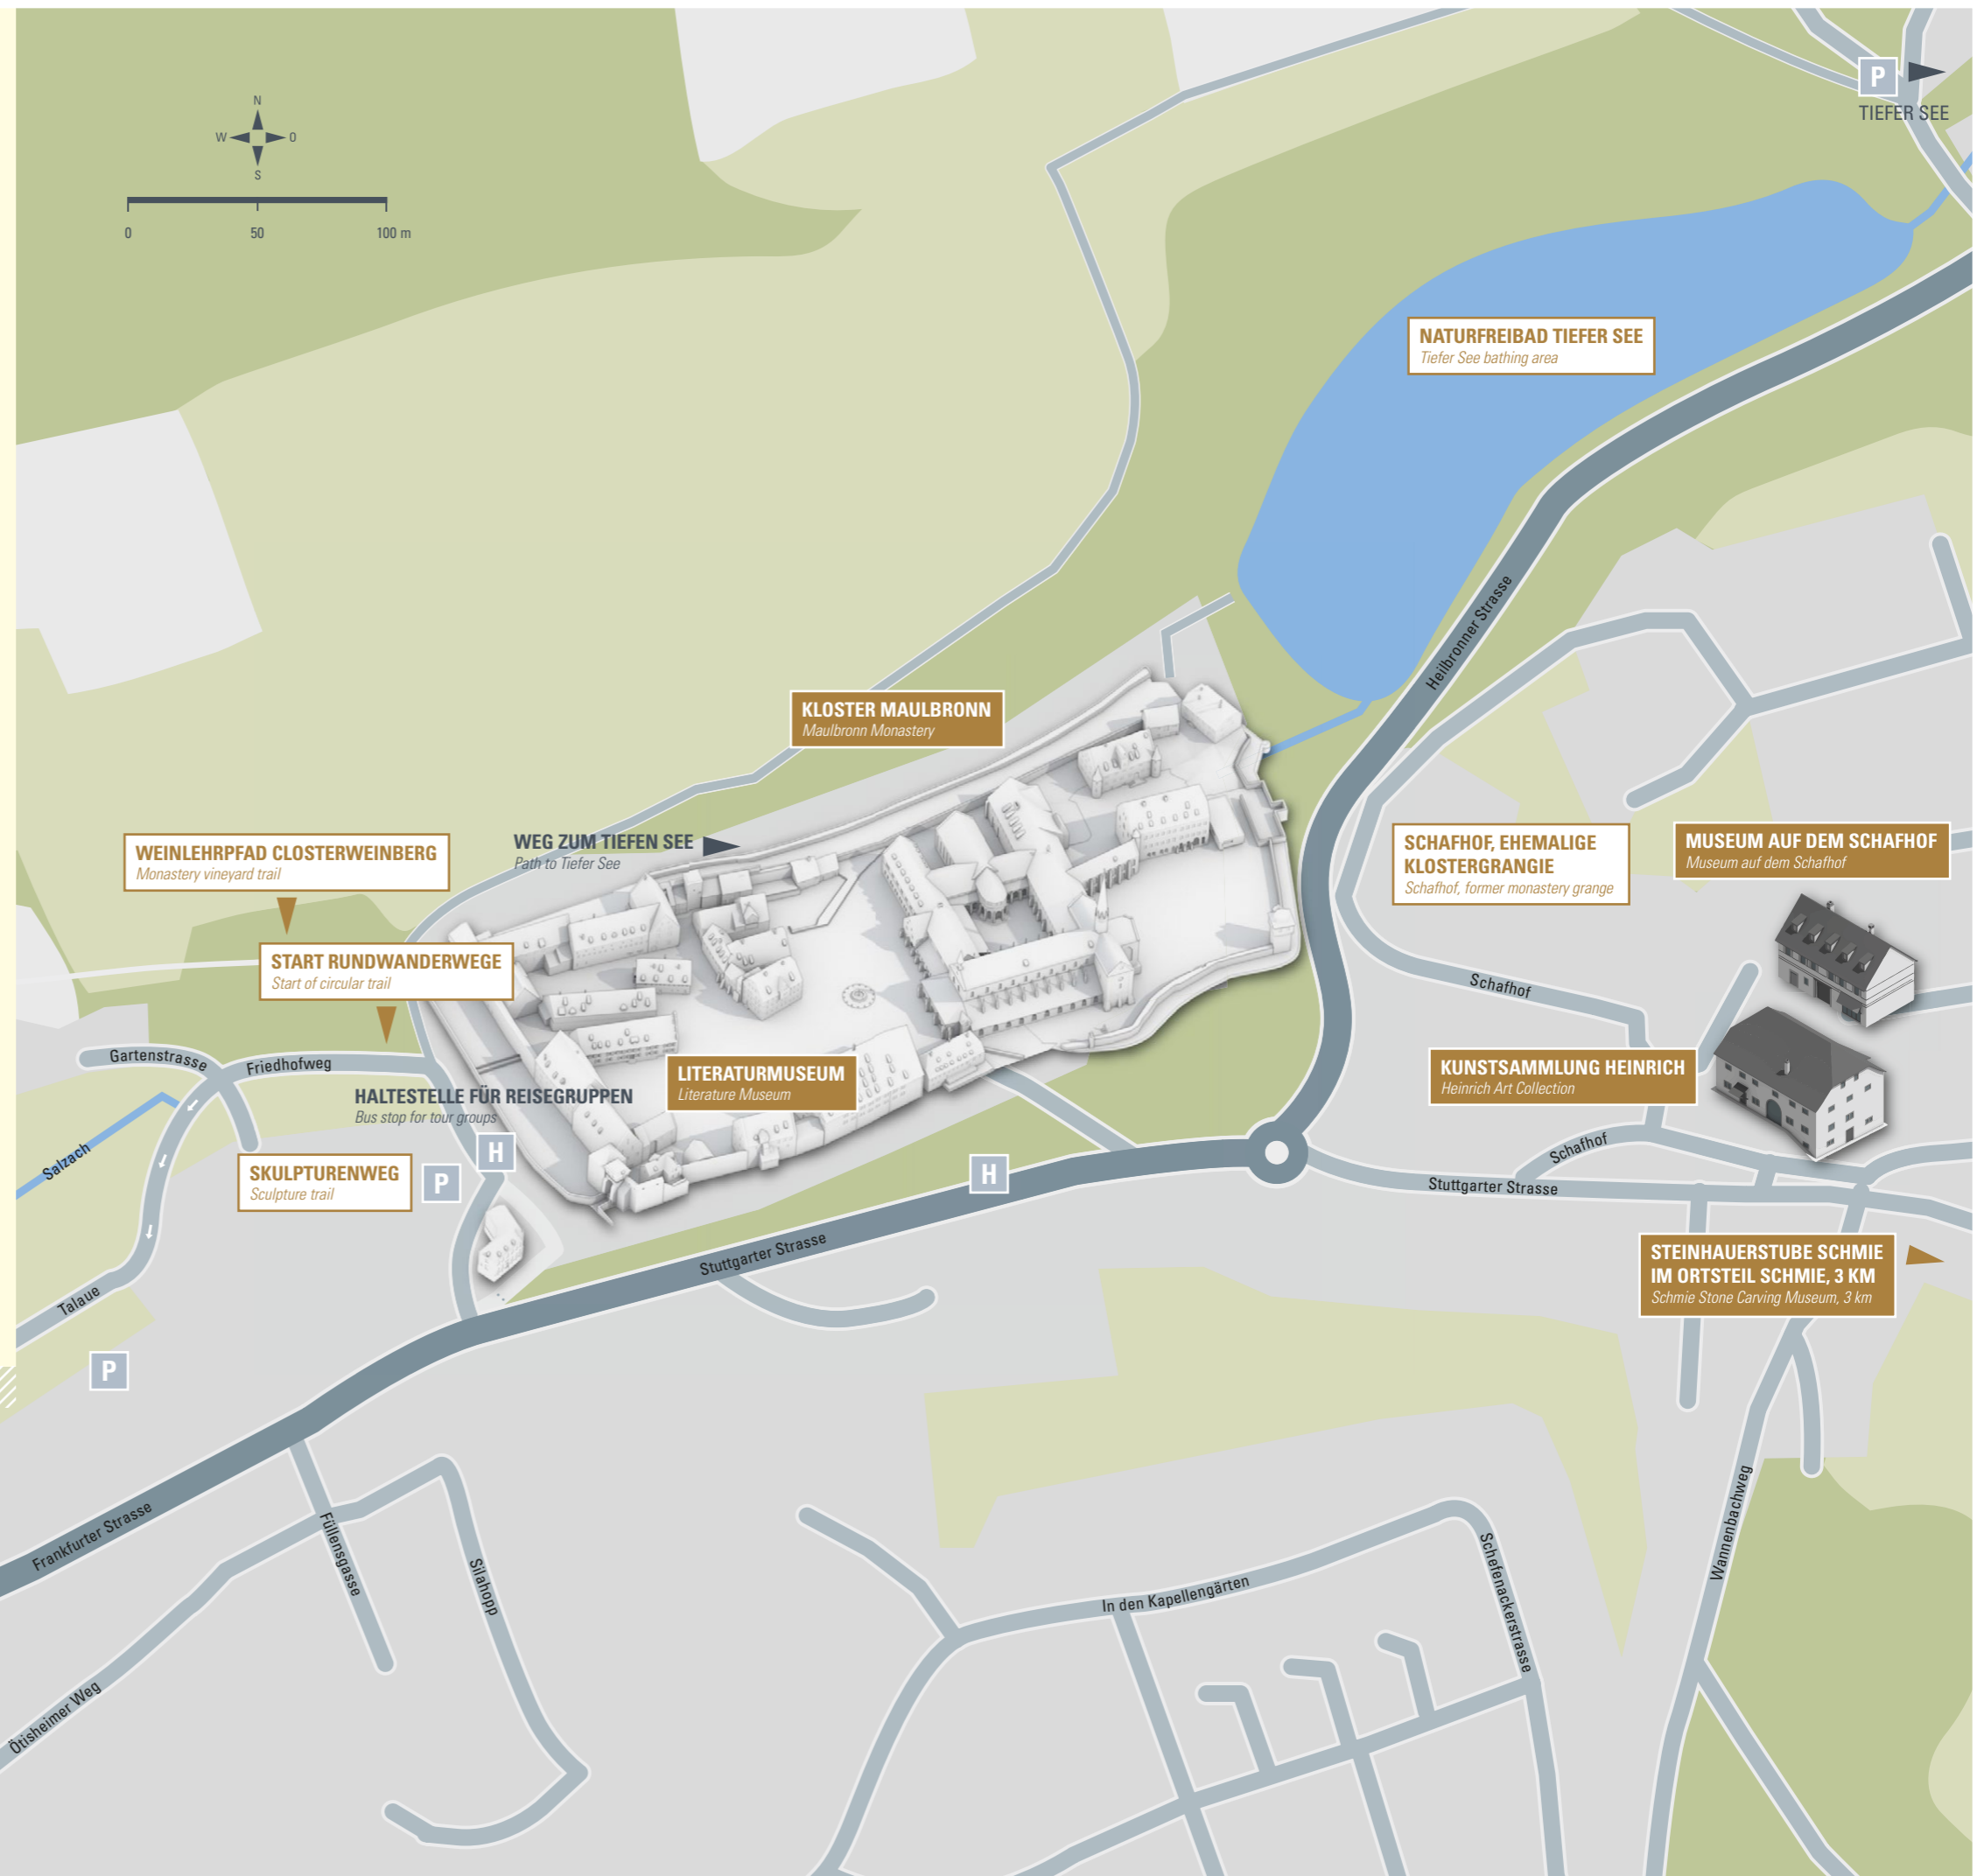 N
W
O
S
0
50
100 m
P
TIEFER SEE
NATURFREIBAD TIEFER SEE
Tiefer See bathing area
Heilbronner Strasse
KLOSTER MAULBRONN
Maulbronn Monastery
WEG ZUM TIEFEN SEE
Path to Tiefer See
WEINLEHRPFAD CLOSTERWEINBERG
Monastery vineyard trail
SCHAFHOF, EHEMALIGE
KLOSTERGRANGIE
Schafhof, former monastery grange
MUSEUM AUF DEM SCHAFHOF
Museum auf dem Schafhof
START RUNDWANDERWEGE
Start of circular trail
Schafhof
Gartenstrasse
Friedhofweg
LITERATURMUSEUM
Literature Museum
KUNSTSAMMLUNG HEINRICH
Heinrich Art Collection
HALTESTELLE FÜR REISEGRUPPEN
Bus stop for tour groups
Salzach
H
SKULPTURENWEG
Sculpture trail
P
H
Schafhof
Stuttgarter Strasse
Stuttgarter Strasse
STEINHAUERSTUBE SCHMIE
IM ORTSTEIL SCHMIE, 3 KM
Schmie Stone Carving Museum, 3 km
Talaue
P
Frankfurter Strasse
Füllensgasse
Silahopp
In den Kapellengärten
Schefenackerstrasse
Wannenbachweg
Ötisheimer Weg